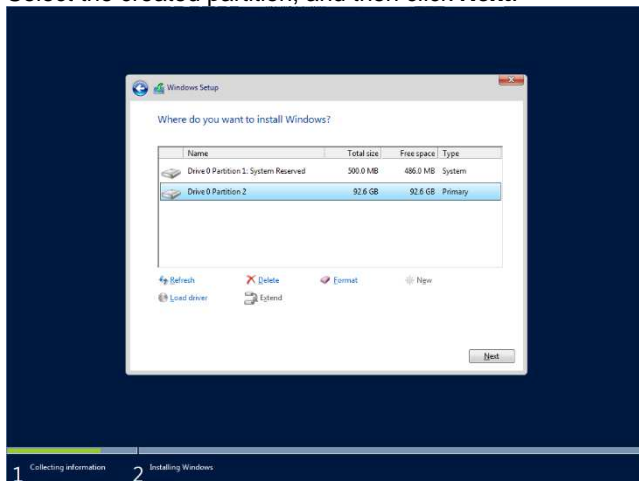 Select the created partition, and then click Next.
Windows Setup
Where do you want to install Windows?
Name Total size Free space Type
Drive 0 Partition 1: System Reserved 500.0 MB 486.0 MB System
Drive 0 Partition 2 92.6 GB 92.6 GB Primary
Refresh Delete Format New
Load driver Extend
Next
1 Collecting information 2 Installing Windows